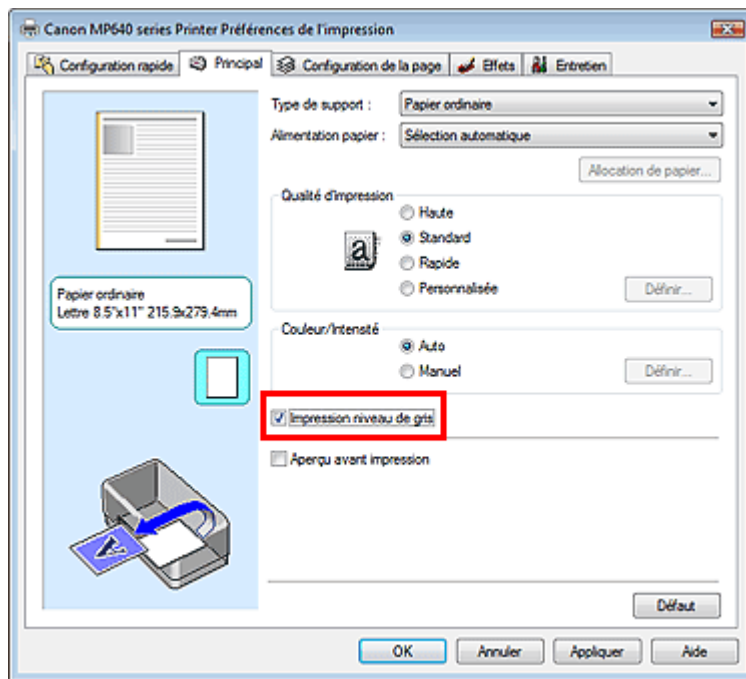 Canon MP640 series Printer Préférences de l'impression
Configuration rapide Principal Configuration de la page Effets Entretien
Type de support : Papier ordinaire
Alimentation papier : Sélection automatique
Allocation de papier...
Qualité d'impression
Haute
a Standard
Rapide
Personnalisée Définir...
Papier ordinaire
Lettre 8.5"x11" 215.9x279.4mm
Couleur/Intensité
Auto
Manuel Définir...
Impression niveau de gris
Aperçu avant impression
A
Défaut
OK Annuler Appliquer Aide